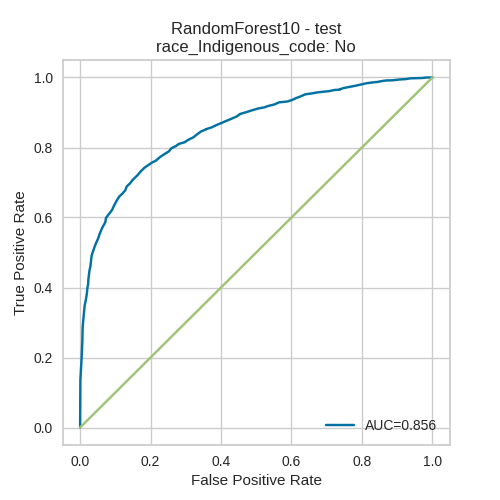 RandomForest10 - test
race_Indigenous_code: No
True Positive Rate
1.0
0.8
0.6
0.4
0.2
0.0
AUC=0.856
0.0 0.2 0.4 0.6 0.8 1.0
False Positive Rate